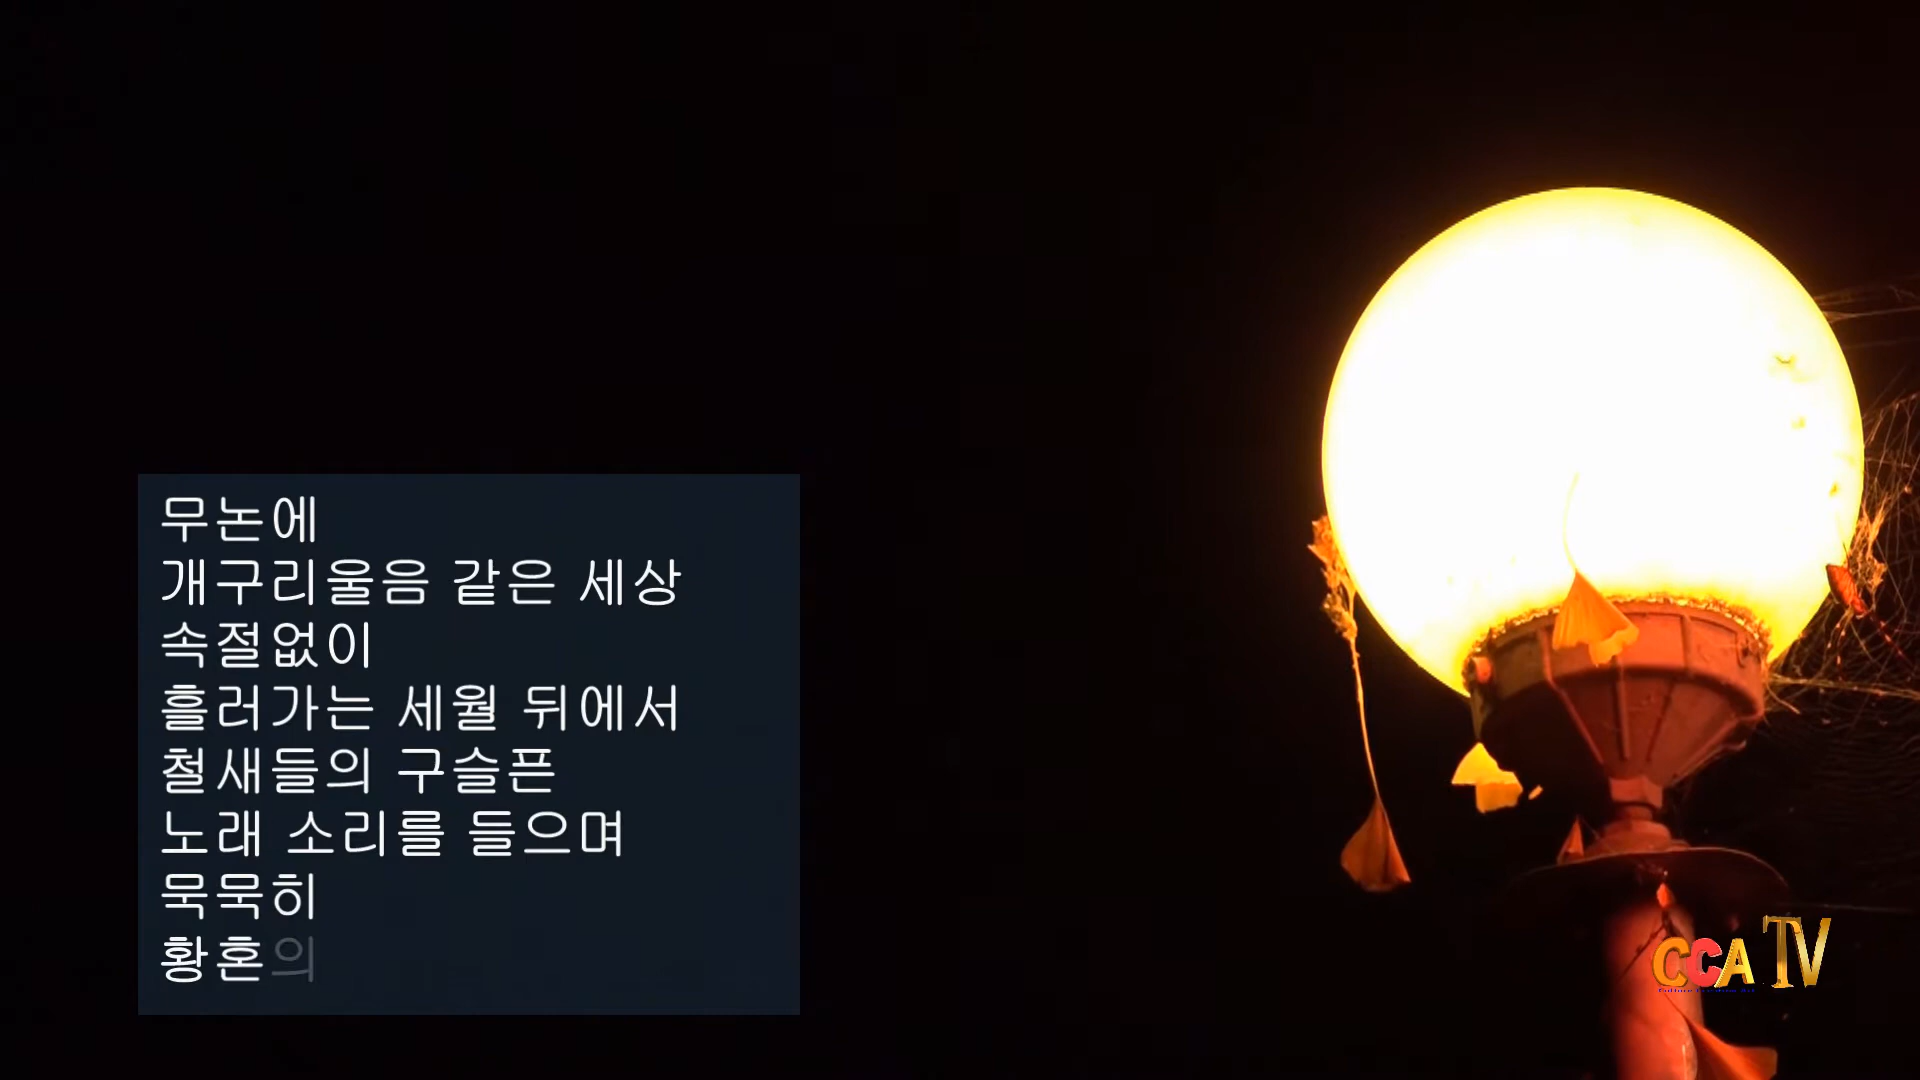 무논에
개구리울음 같은 세상
속절없이
흘러가는 세월 뒤에서
철새들의 구슬픈
노래 소리를 들으며
묵묵히
황혼의
CCA TV